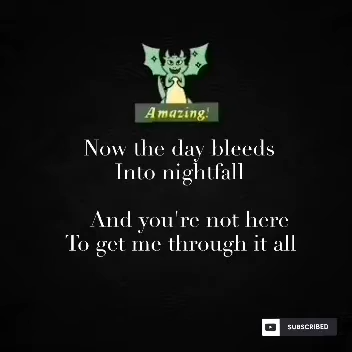 Amazing!
Now the day bleeds
Into nightfall
And you're not here
To get me through it all
SUBSCRIBED